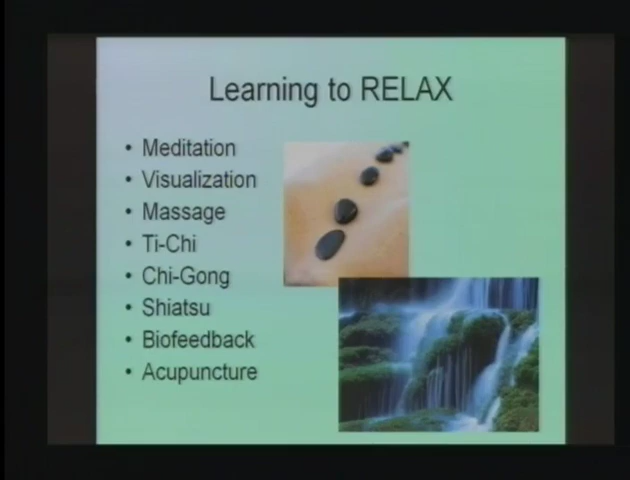 Learning to RELAX
• Meditation
• Visualization
• Massage
• Ti-Chi
• Chi-Gong
• Shiatsu
• Biofeedback
• Acupuncture